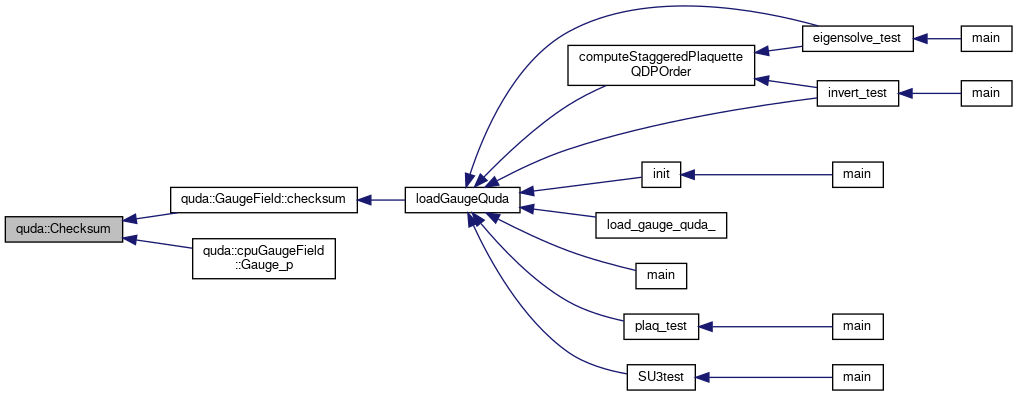 quda::Checksum
quda::GaugeField::checksum
quda::cpuGaugeField
::Gauge_p
loadGaugeQuda
computeStaggeredPlaquette
QDPOrder
eigensolve_test
main
invert_test
main
init
main
load_gauge_quda_
main
plaq_test
main
SU3test
main